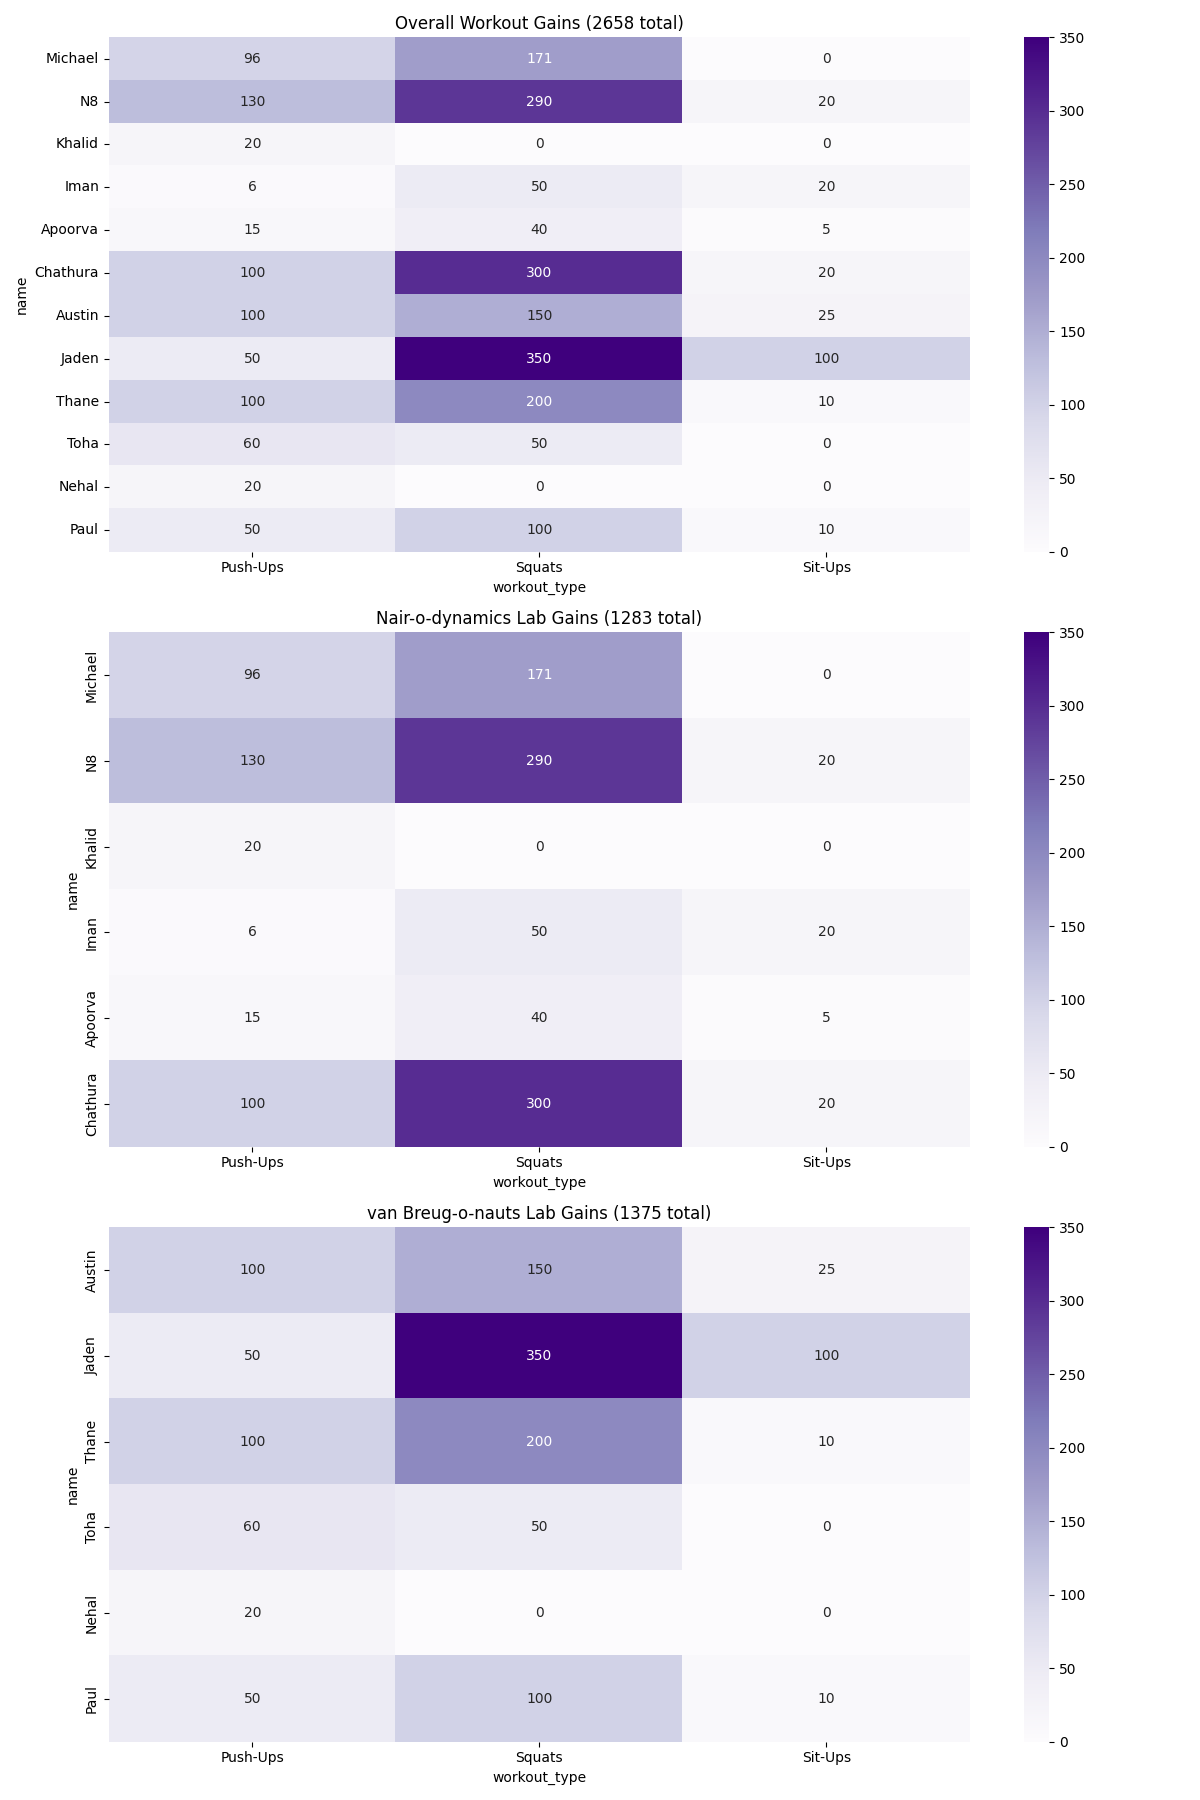 Overall Workout Gains (2658 total)
name
Michael 96 171 0
N8 130 290 20
Khalid 20 0 0
Iman 6 50 20
Apoorva 15 40 5
Chathura 100 300 20
Austin 100 150 25
Jaden 50 350 100
Thane 100 200 10
Toha 60 50 0
Nehal 20 0 0
Paul 50 100 10
Push-Ups Squats Sit-Ups
workout_type
350
300
250
200
150
100
50
0
Nair-o-dynamics Lab Gains (1283 total)
name
Michael 96 171 0
N8 130 290 20
Khalid 20 0 0
Iman 6 50 20
Apoorva 15 40 5
Chathura 100 300 20
Push-Ups Squats Sit-Ups
workout_type
350
300
250
200
150
100
50
0
van Breug-o-nauts Lab Gains (1375 total)
name
Austin 100 150 25
Jaden 50 350 100
Thane 100 200 10
Toha 60 50 0
Nehal 20 0 0
Paul 50 100 10
Push-Ups Squats Sit-Ups
workout_type
350
300
250
200
150
100
50
0